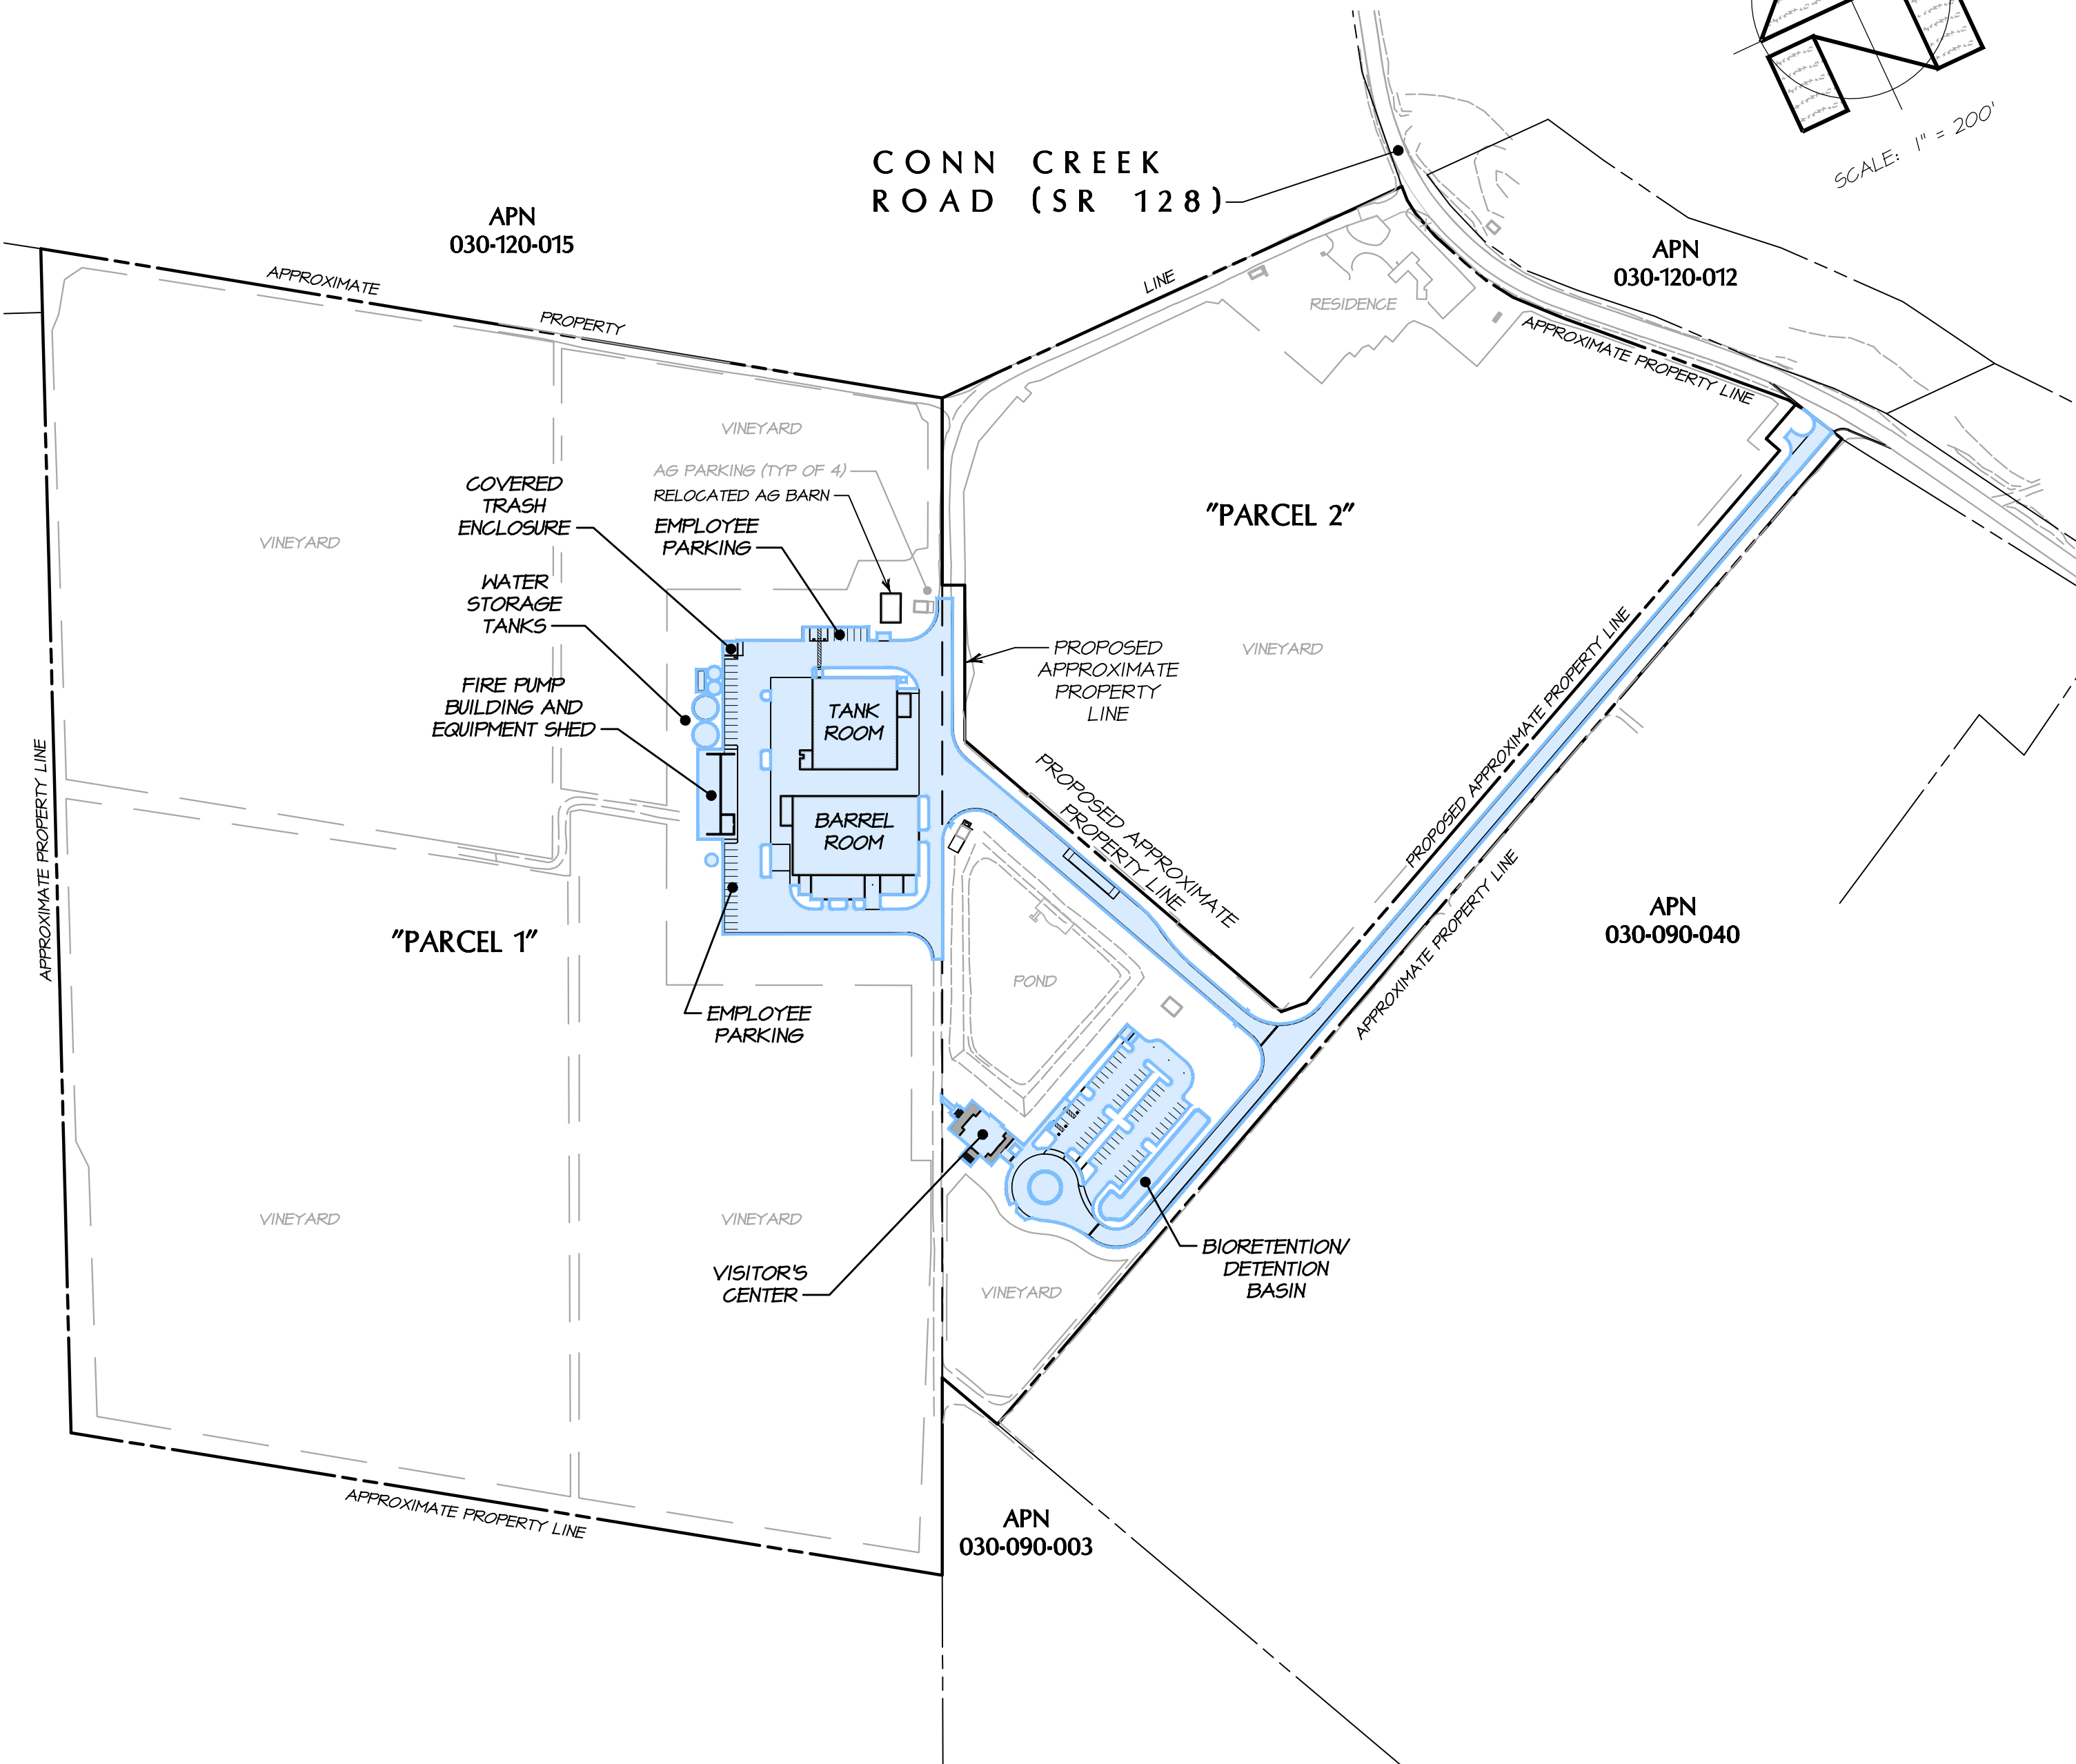 SCALE: 1" = 200'
CONN CREEK
ROAD (SR 128)
APN
030-120-015
APN
030-120-012
APPROXIMATE
PROPERTY
LINE
RESIDENCE
APPROXIMATE PROPERTY LINE
VINEYARD
AG PARKING (TYP OF 4)
RELOCATED AG BARN
COVERED
TRASH
ENCLOSURE
EMPLOYEE
PARKING
"PARCEL 2"
VINEYARD
WATER
STORAGE
TANKS
PROPOSED
APPROXIMATE
PROPERTY
LINE
VINEYARD
FIRE PUMP
BUILDING AND
EQUIPMENT SHED
TANK
ROOM
BARREL
ROOM
PROPOSED APPROXIMATE
PROPERTY LINE
PROPOSED APPROXIMATE PROPERTY LINE
APPROXIMATE PROPERTY LINE
APPROXIMATE PROPERTY LINE
"PARCEL 1"
APN
030-090-040
POND
EMPLOYEE
PARKING
VINEYARD
VINEYARD
VISITOR'S
CENTER
VINEYARD
BIORETENTION/
DETENTION
BASIN
APPROXIMATE PROPERTY LINE
APN
030-090-003